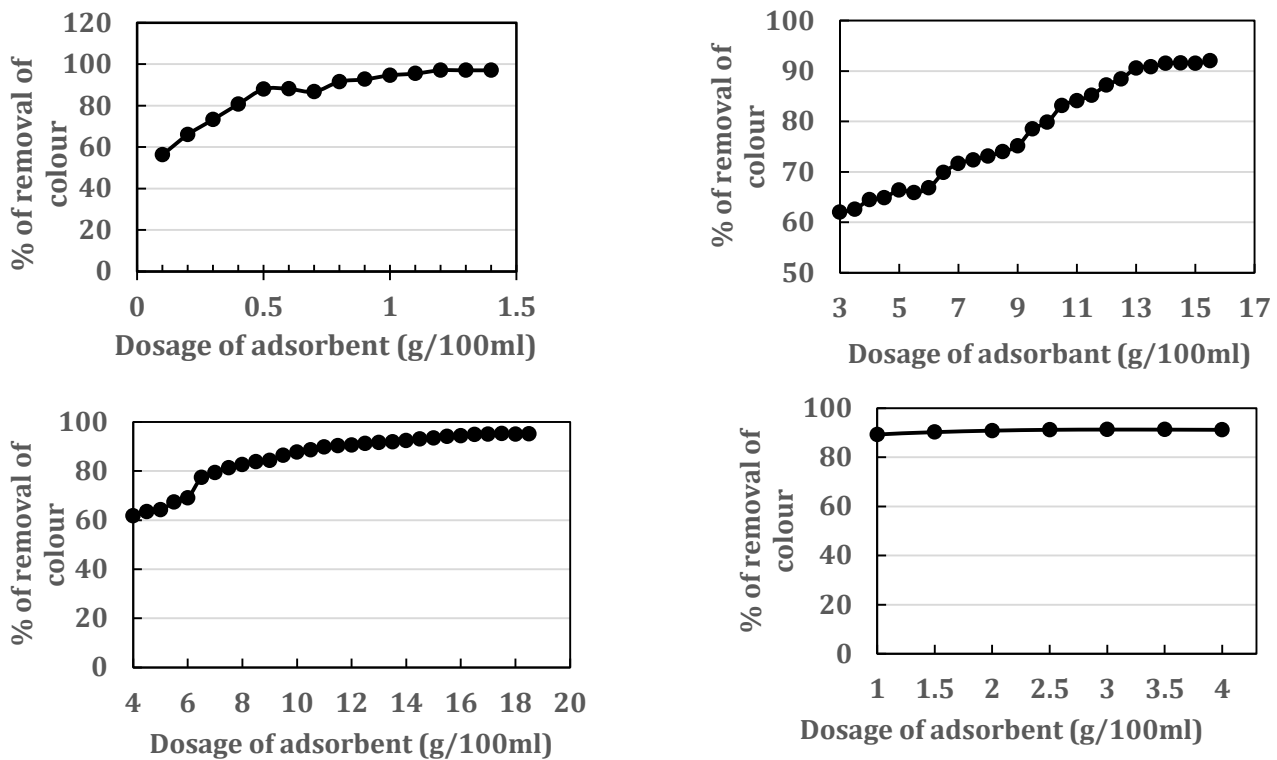 120
100
80
60
40
20
0
% of removal of
colour
0 0.5 1 1.5
Dosage of adsorbent (g/100ml)
100
90
80
70
60
50
% of removal of
colour
3 5 7 9 11 13 15 17
Dosage of adsorbant (g/100ml)
100
80
60
40
20
0
% of removal of
colour
4 6 8 10 12 14 16 18 20
Dosage of adsorbent (g/100ml)
100
80
60
40
20
0
% of removal of
colour
1 1.5 2 2.5 3 3.5 4
Dosage of adsorbent (g/100ml)